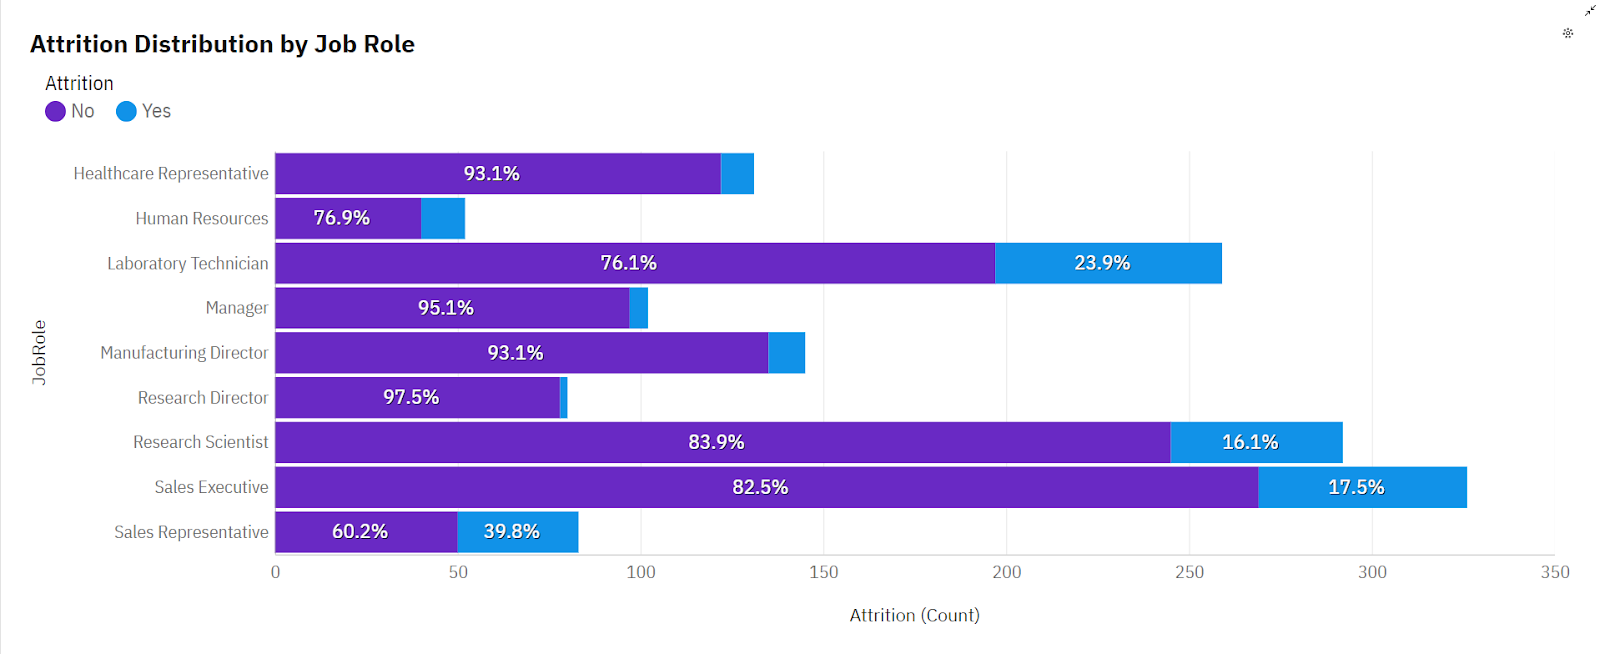 Attrition Distribution by Job Role
Attrition
No Yes
Healthcare Representative 93.1%
Human Resources 76.9%
Laboratory Technician 76.1% 23.9%
Manager 95.1%
Manufacturing Director 93.1%
Research Director 97.5%
Research Scientist 83.9% 16.1%
Sales Executive 82.5% 17.5%
Sales Representative 60.2% 39.8%
JobRole
0 50 100 150 200 250 300 350
Attrition (Count)